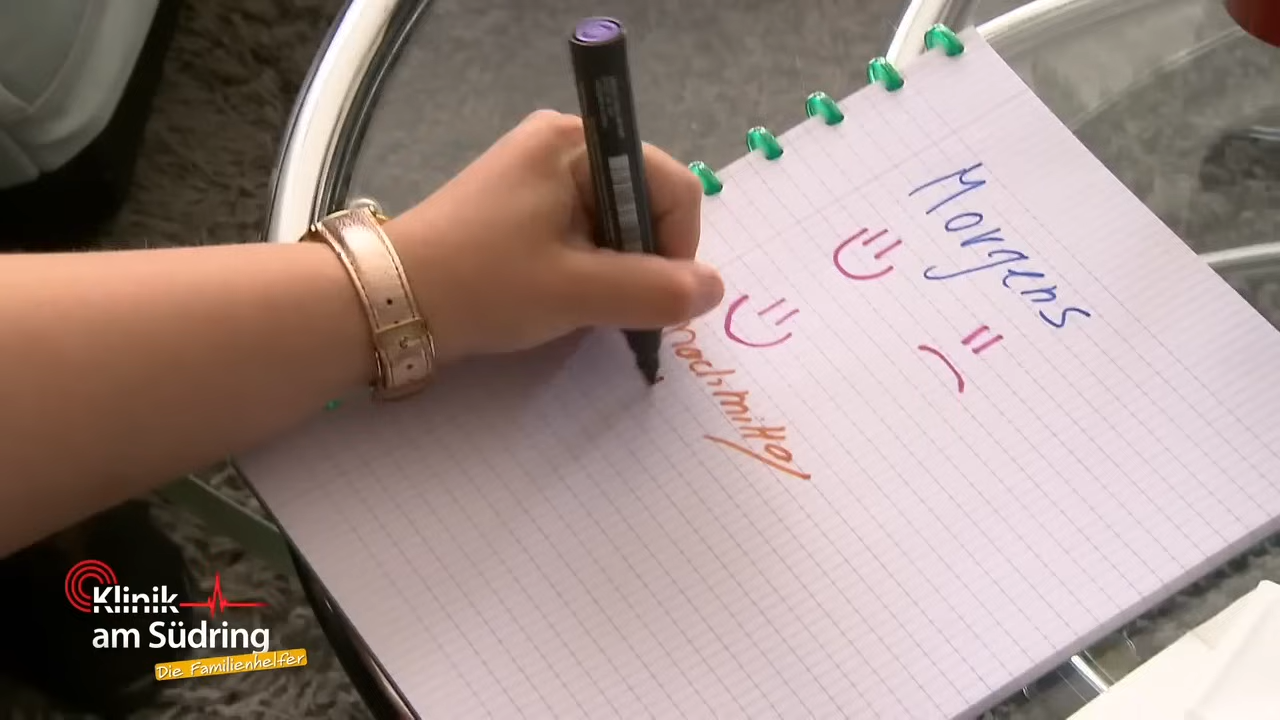 Morgens
nachmittag
Klinik
am Südring
Die Familienhelfer